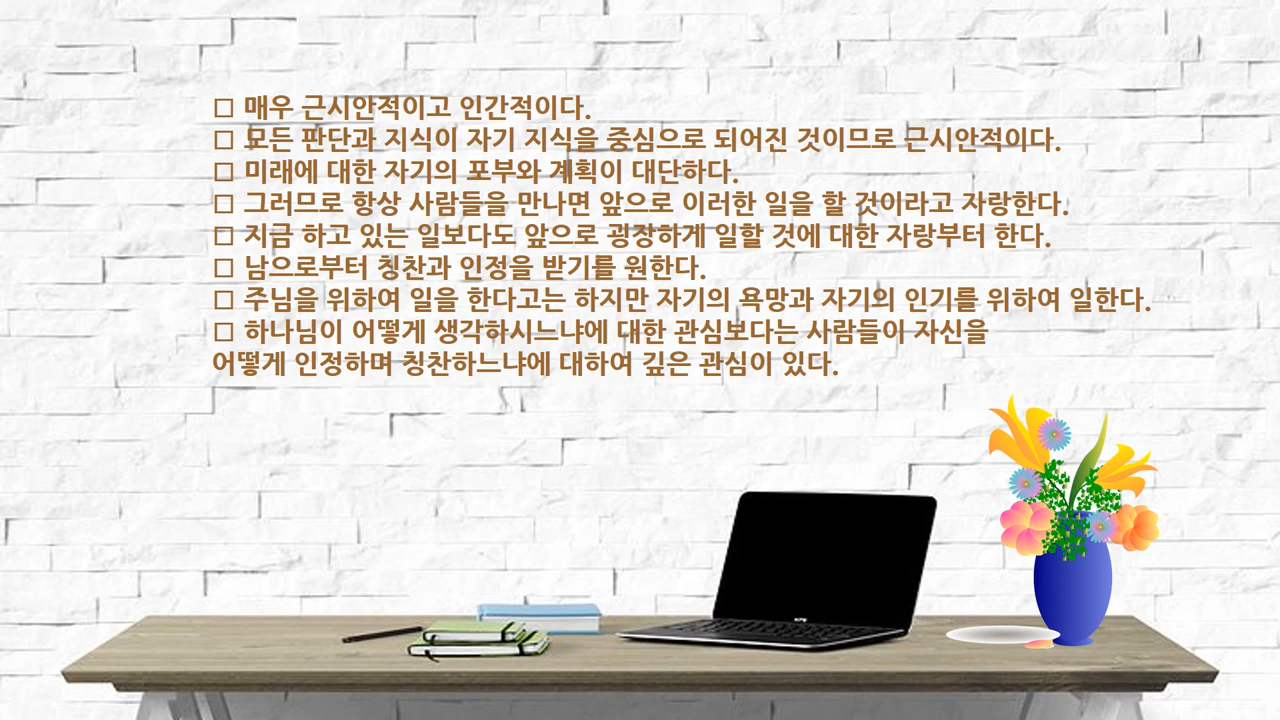 □ 매우 근시안적이고 인간적이다.
□ 모든 판단과 지식이 자기 지식을 중심으로 되어진 것이므로 근시안적이다.
□ 미래에 대한 자기의 포부와 계획이 대단하다.
□ 그러므로 항상 사람들을 만나면 앞으로 이러한 일을 할 것이라고 자랑한다.
□ 지금 하고 있는 일보다도 앞으로 굉장하게 일할 것에 대한 자랑부터 한다.
□ 남으로부터 칭찬과 인정을 받기를 원한다.
□ 주님을 위하여 일을 한다고는 하지만 자기의 욕망과 자기의 인기를 위하여 일한다.
□ 하나님이 어떻게 생각하시느냐에 대한 관심보다는 사람들이 자신을
어떻게 인정하며 칭찬하느냐에 대하여 깊은 관심이 있다.